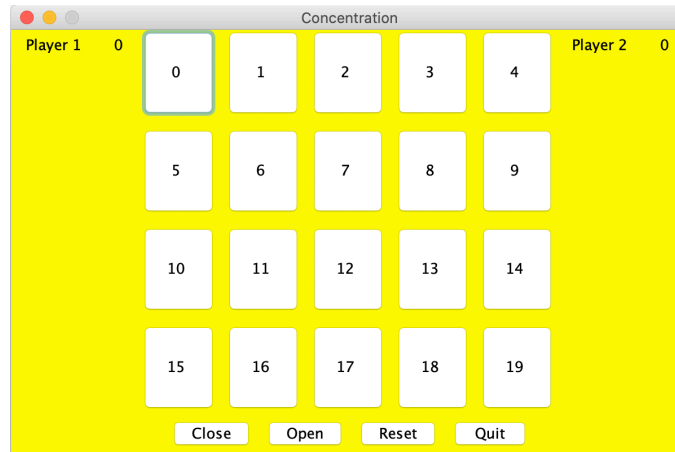 Concentration
Player 1 0 0 1 2 3 4 Player 2 0
5 6 7 8 9
10 11 12 13 14
15 16 17 18 19
Close Open Reset Quit